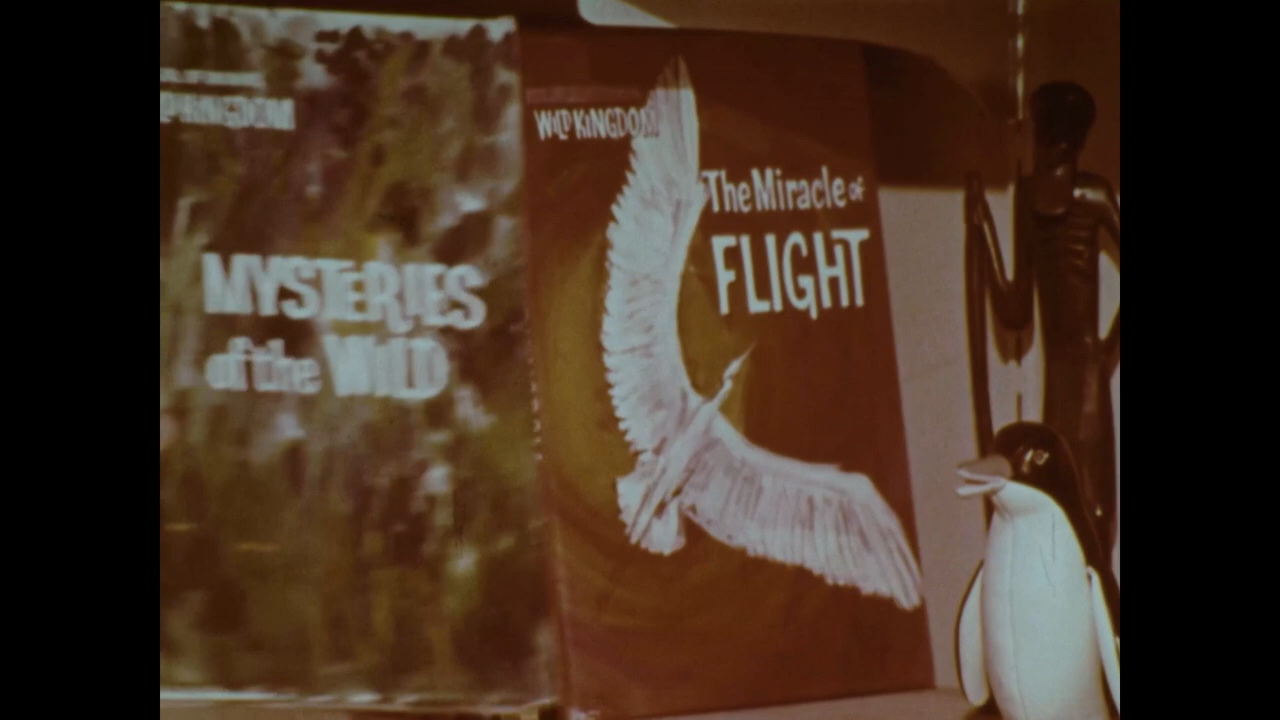 KINGDOM
MYSTERIES
of the WILD
WILD KINGDOM
The Miracle of
FLIGHT